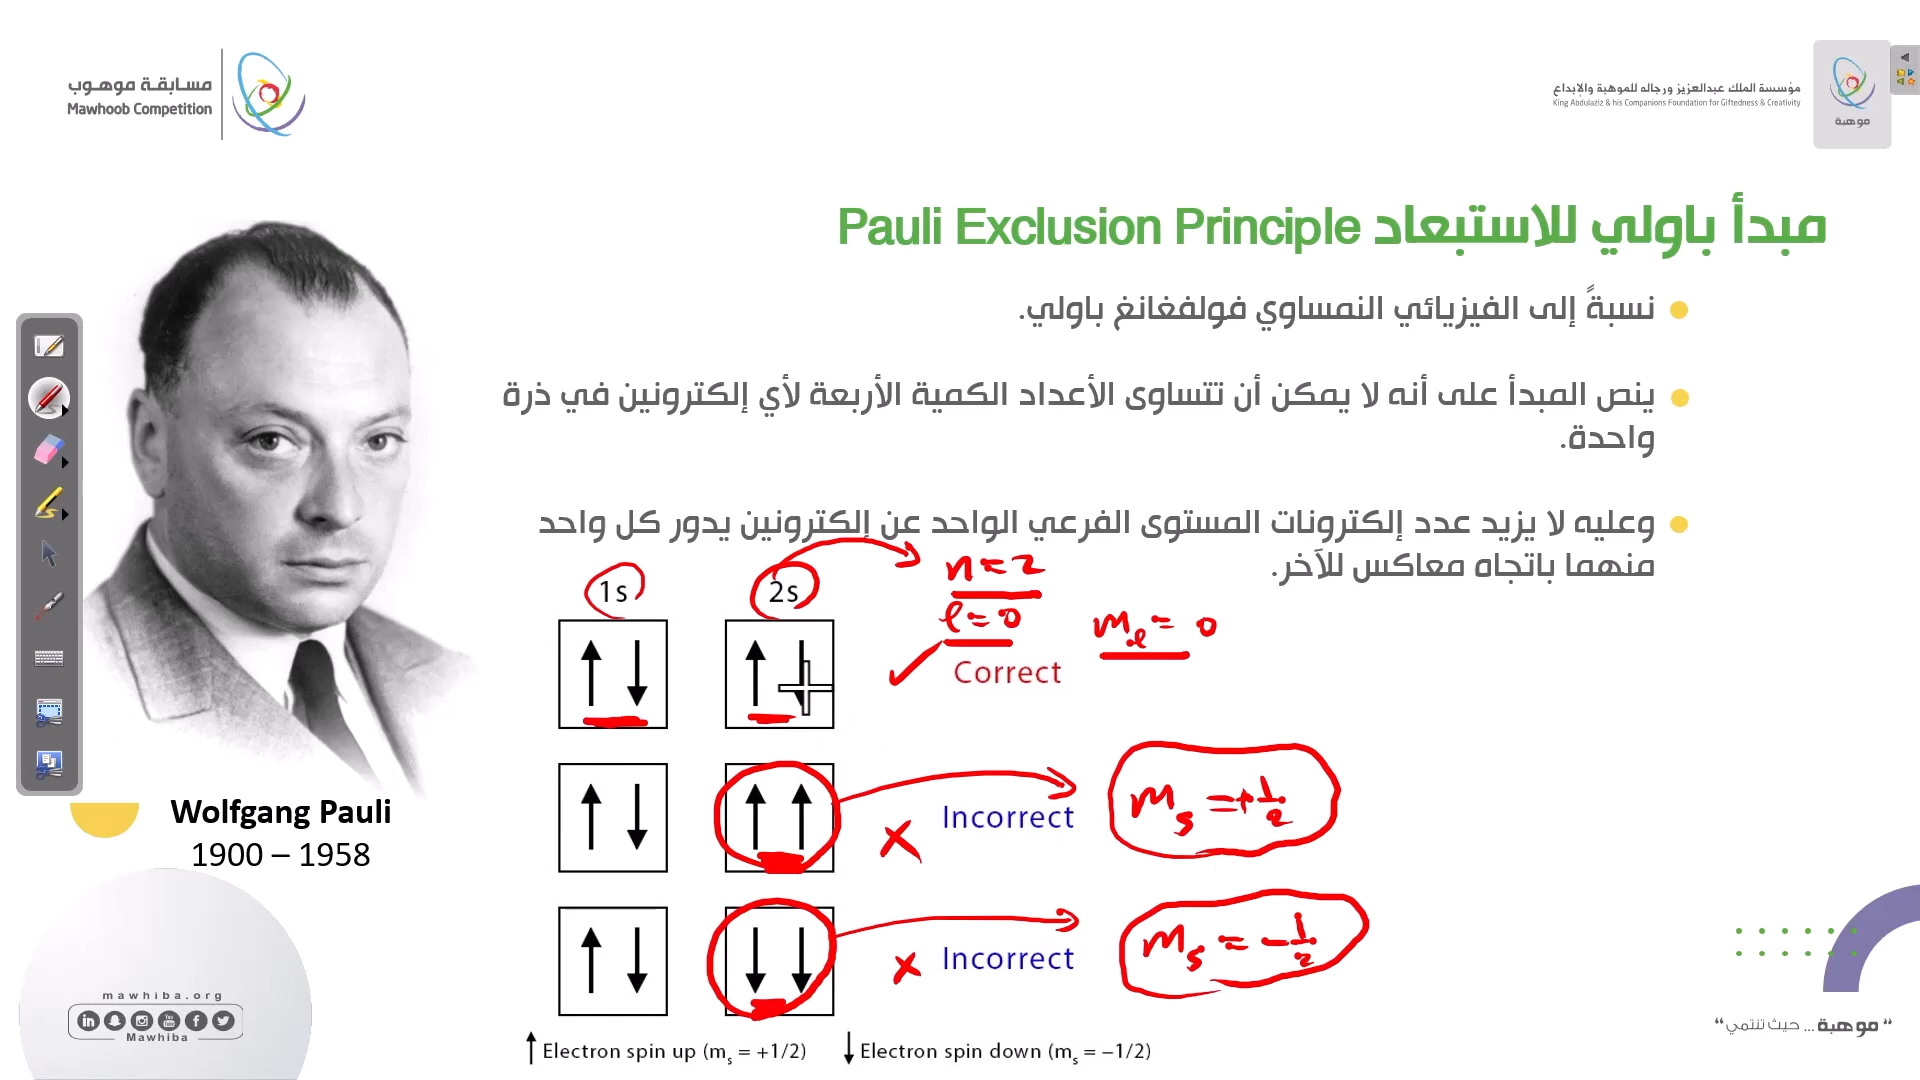 مسابقة موهوب
Mawhoob Competition
مؤسسة الملك عبدالعزيز ورجاله للموهبة والإبداع
King Abdulaziz & his Companions Foundation for Giftedness & Creativity
موهبة
مبدأ باولي للاستبعاد Pauli Exclusion Principle
نسبةً إلى الفيزيائي النمساوي فولفغانغ باولي.
ينص المبدأ على أنه لا يمكن أن تتساوى الأعداد الكمية الأربعة لأي إلكترونين في ذرة
واحدة.
وعليه لا يزيد عدد إلكترونات المستوى الفرعي الواحد عن إلكترونين يدور كل واحد
منهما باتجاه معاكس للآخر.
1s
2s
n=2
l=0
mₗ= 0
Correct
Incorrect
mₛ =+1/2
Incorrect
mₛ = -1/2
↑ Electron spin up (mₛ = +1/2) ↓ Electron spin down (mₛ = −1/2)
Wolfgang Pauli
1900 – 1958
mawhiba.org
Mawhiba
“موهبة ... حيث تنتمي”